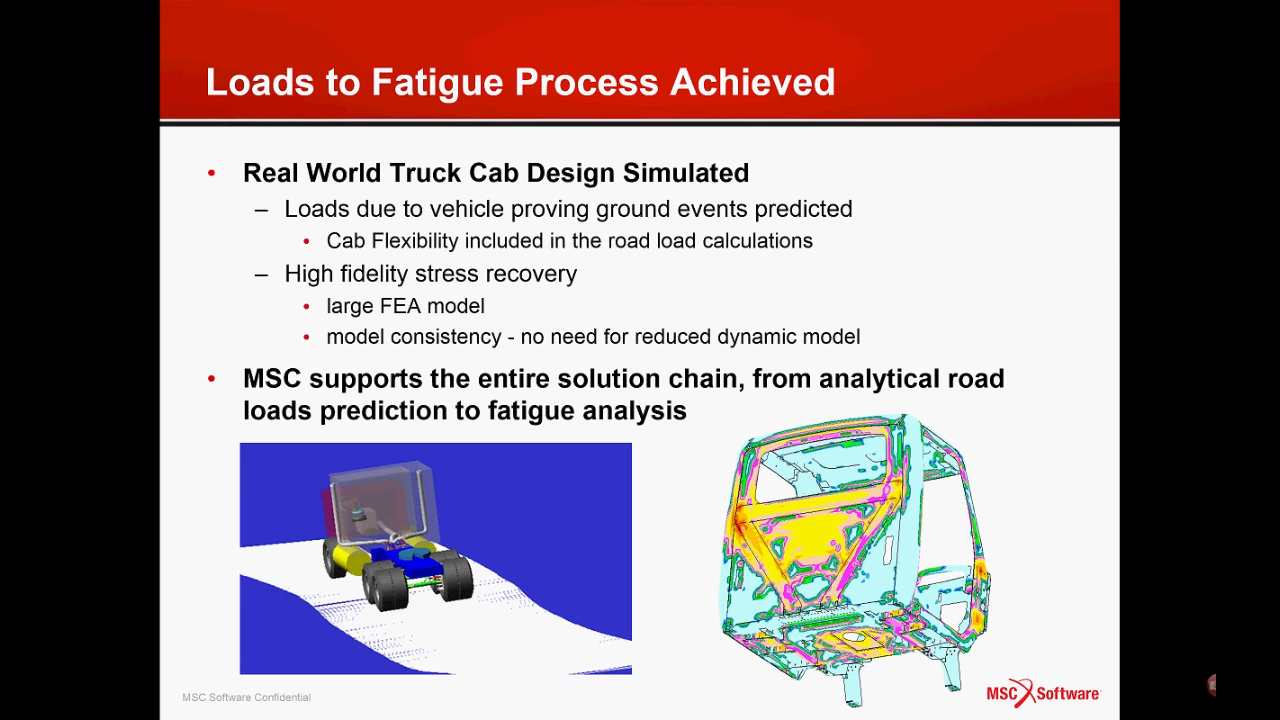 Loads to Fatigue Process Achieved
• Real World Truck Cab Design Simulated
– Loads due to vehicle proving ground events predicted
• Cab Flexibility included in the road load calculations
– High fidelity stress recovery
• large FEA model
• model consistency - no need for reduced dynamic model
• MSC supports the entire solution chain, from analytical road
loads prediction to fatigue analysis
MSC Software Confidential
MSC Software